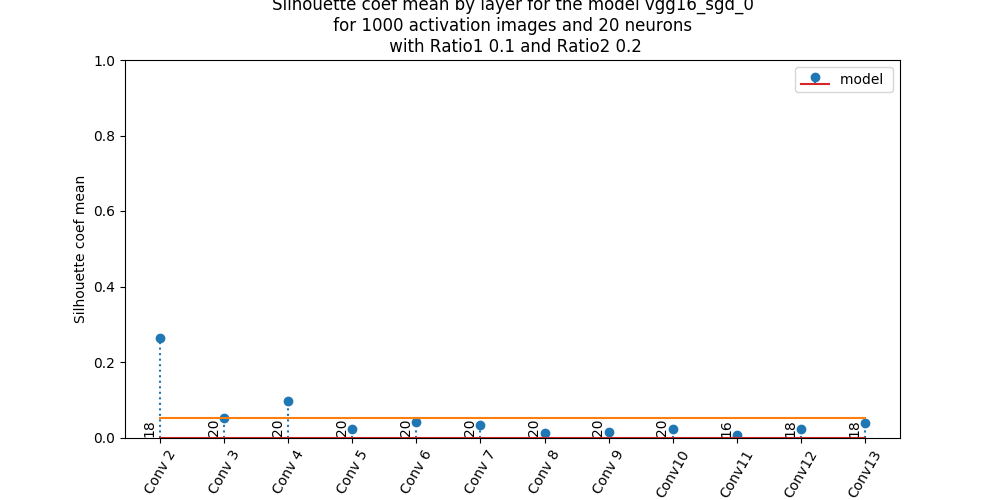 Silhouette coef mean by layer for the model vgg16_sgd_0
for 1000 activation images and 20 neurons
with Ratio1 0.1 and Ratio2 0.2
model
Silhouette coef mean
1.0
0.8
0.6
0.4
0.2
0.0
18
20
20
20
20
20
20
20
20
16
18
18
Conv 2
Conv 3
Conv 4
Conv 5
Conv 6
Conv 7
Conv 8
Conv 9
Conv10
Conv11
Conv12
Conv13